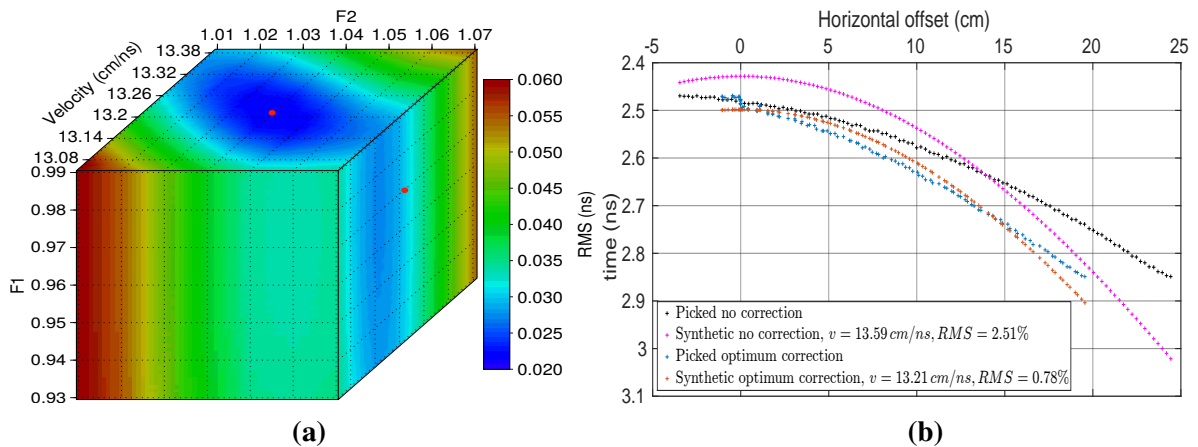 F2
1.01 1.02 1.03 1.04 1.05 1.06 1.07
Velocity (cm/ns)
13.38
13.32
13.26
13.2
13.14
13.08
F1
0.99
0.98
0.97
0.96
0.95
0.94
0.93
0.060
0.055
0.050
0.045
0.040
0.035
0.030
0.025
0.020
RMS (ns)
(a)
Horizontal offset (cm)
-5 0 5 10 15 20 25
time (ns)
2.4
2.5
2.6
2.7
2.8
2.9
3
3.1
Picked no correction
Synthetic no correction, v = 13.59 cm/ns, RMS = 2.51%
Picked optimum correction
Synthetic optimum correction, v = 13.21 cm/ns, RMS = 0.78%
(b)